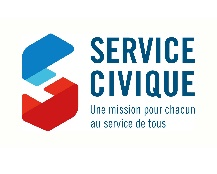 SERVICE
CIVIQUE
Une mission pour chacun
au service de tous